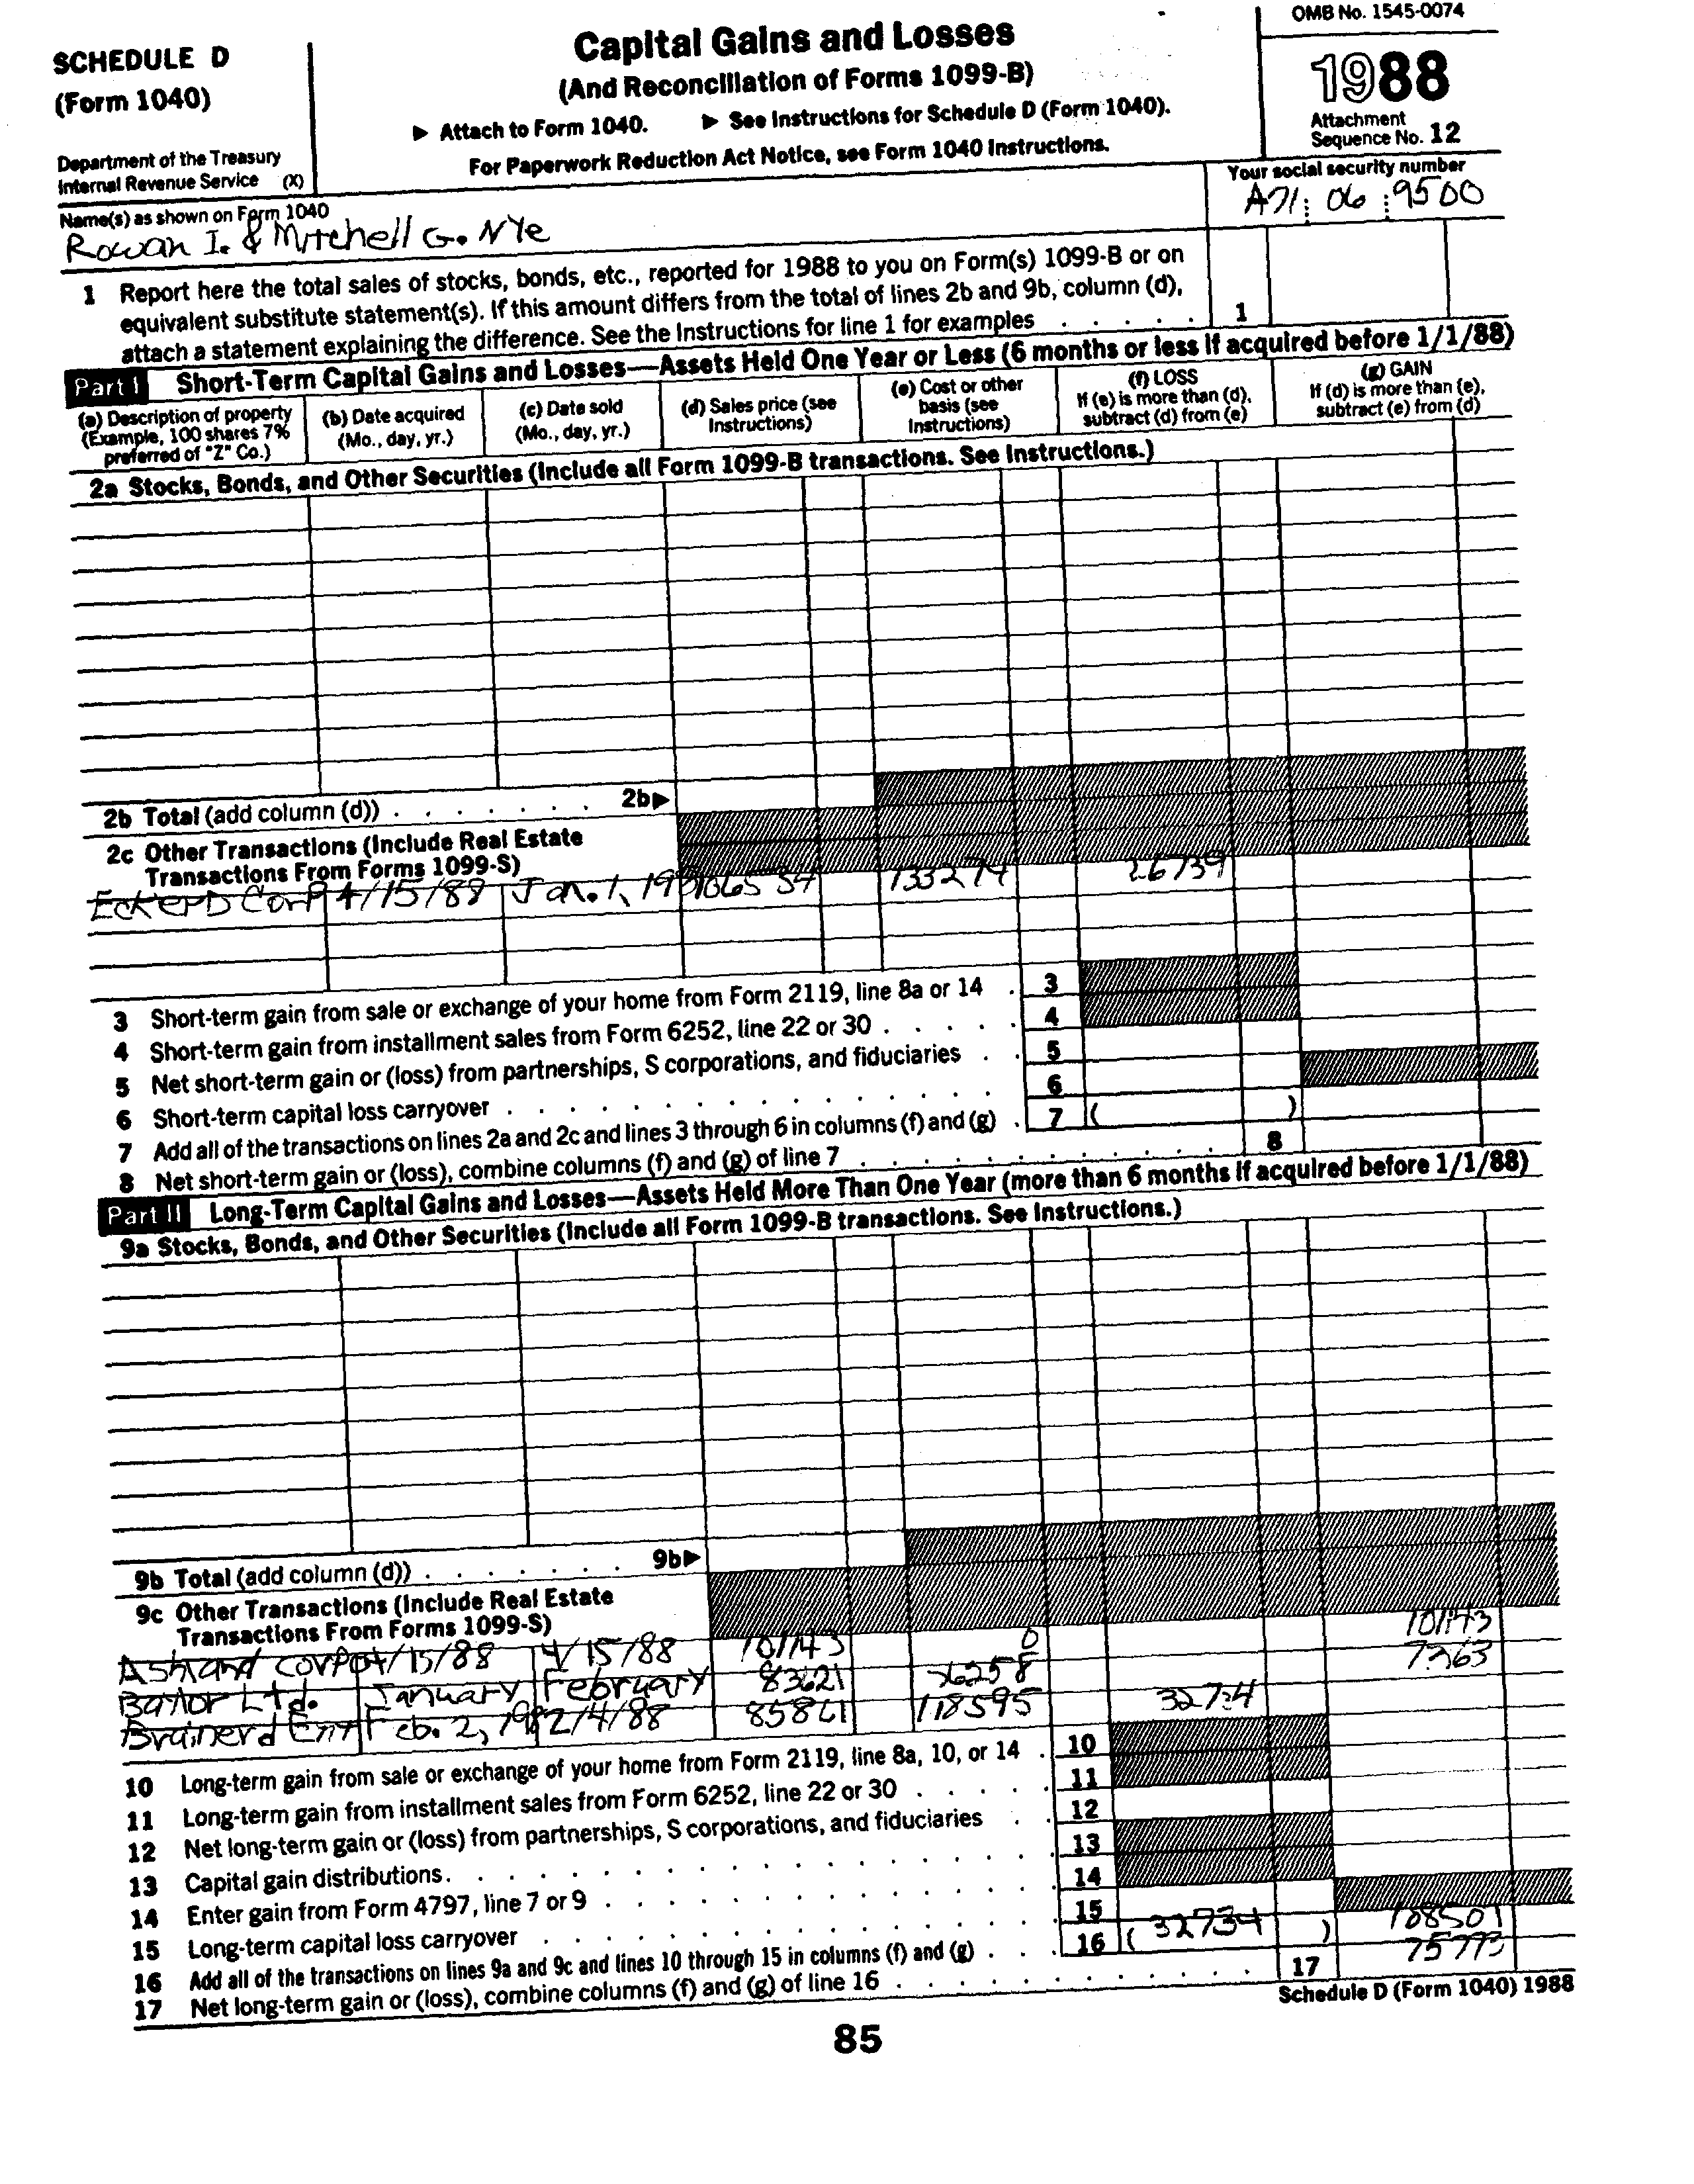 SCHEDULE D
(Form 1040)
Department of the Treasury
Internal Revenue Service (X)
Capital Gains and Losses
(And Reconciliation of Forms 1099-B)
▶ Attach to Form 1040. ▶ See Instructions for Schedule D (Form 1040).
For Paperwork Reduction Act Notice, see Form 1040 Instructions.
OMB No. 1545-0074
1988
Attachment
Sequence No. 12
Name(s) as shown on Form 1040
Rowan I. & Mitchell G. Nye
Your social security number
A71 06 9500
1 Report here the total sales of stocks, bonds, etc., reported for 1988 to you on Form(s) 1099-B or on
equivalent substitute statement(s). If this amount differs from the total of lines 2b and 9b, column (d),
attach a statement explaining the difference. See the Instructions for line 1 for examples . . . . . 1
Part I Short-Term Capital Gains and Losses—Assets Held One Year or Less (6 months or less if acquired before 1/1/88)
(a) Description of property
(Example, 100 shares 7%
preferred of "Z" Co.)
(b) Date acquired
(Mo., day, yr.)
(c) Date sold
(Mo., day, yr.)
(d) Sales price (see
Instructions)
(e) Cost or other
basis (see
Instructions)
(f) LOSS
If (e) is more than (d),
subtract (d) from (e)
(g) GAIN
If (d) is more than (e),
subtract (e) from (d)
2a Stocks, Bonds, and Other Securities (Include all Form 1099-B transactions. See Instructions.)
2b Total (add column (d)) . . . . . . . 2b▶
2c Other Transactions (Include Real Estate
Transactions From Forms 1099-S)
EckerD Corp 4/15/88 Jan. 1, 133274 26739
3 Short-term gain from sale or exchange of your home from Form 2119, line 8a or 14 . 3
4 Short-term gain from installment sales from Form 6252, line 22 or 30 . . . . . 4
5 Net short-term gain or (loss) from partnerships, S corporations, and fiduciaries . . 5
6 Short-term capital loss carryover . . . . . . . . . . . . . . . 6
7 Add all of the transactions on lines 2a and 2c and lines 3 through 6 in columns (f) and (g) . 7 ( )
8 Net short-term gain or (loss), combine columns (f) and (g) of line 7 . . . . . . . . . . . . . 8
Part II Long-Term Capital Gains and Losses—Assets Held More Than One Year (more than 6 months if acquired before 1/1/88)
9a Stocks, Bonds, and Other Securities (Include all Form 1099-B transactions. See Instructions.)
9b Total (add column (d)) . . . . . . . 9b▶
9c Other Transactions (Include Real Estate
Transactions From Forms 1099-S)
Ashland Corp 04/15/88 4/15/88 101143 0 101143
Ltd. January February 83621 7363
Brainerd Ent Feb. 2, 2/4/88 85861 118595 32734
10 Long-term gain from sale or exchange of your home from Form 2119, line 8a, 10, or 14 . 10
11 Long-term gain from installment sales from Form 6252, line 22 or 30 . . . . . 11
12 Net long-term gain or (loss) from partnerships, S corporations, and fiduciaries . . 12
13 Capital gain distributions . . . . . . . . . . . . . . . . . 13
14 Enter gain from Form 4797, line 7 or 9 . . . . . . . . . . . . 14
15 Long-term capital loss carryover . . . . . . . . . . . . . . . 15
16 Add all of the transactions on lines 9a and 9c and lines 10 through 15 in columns (f) and (g) . . . 16 ( 32734 ) 108507
17 Net long-term gain or (loss), combine columns (f) and (g) of line 16 . . . . . . . . . . . . 17 75773
Schedule D (Form 1040) 1988
85